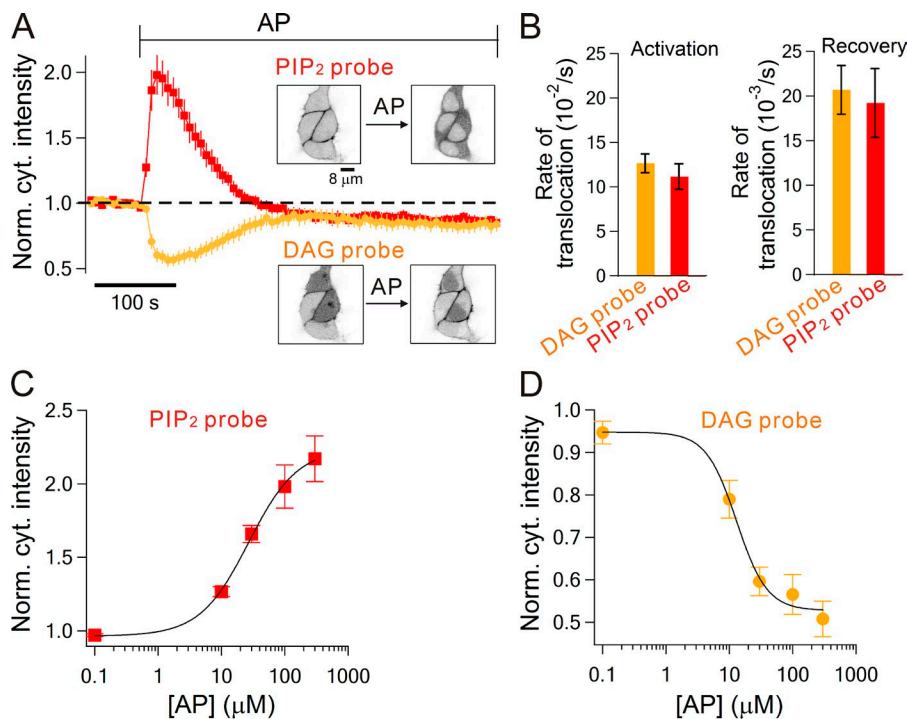 A
AP
Norm. cyt. intensity
2.0
1.5
1.0
0.5
PIP₂ probe
AP
8 μm
DAG probe
AP
100 s
B
Activation
Rate of
translocation (10⁻²/s)
25
20
15
10
5
0
DAG probe
PIP₂ probe
Recovery
Rate of
translocation (10⁻³/s)
25
20
15
10
5
0
DAG probe
PIP₂ probe
C
PIP₂ probe
Norm. cyt. intensity
2.5
2.0
1.5
1.0
0.1
1
10
100
1000
[AP] (μM)
D
DAG probe
Norm. cyt. intensity
1.0
0.9
0.8
0.7
0.6
0.5
0.1
1
10
100
1000
[AP] (μM)